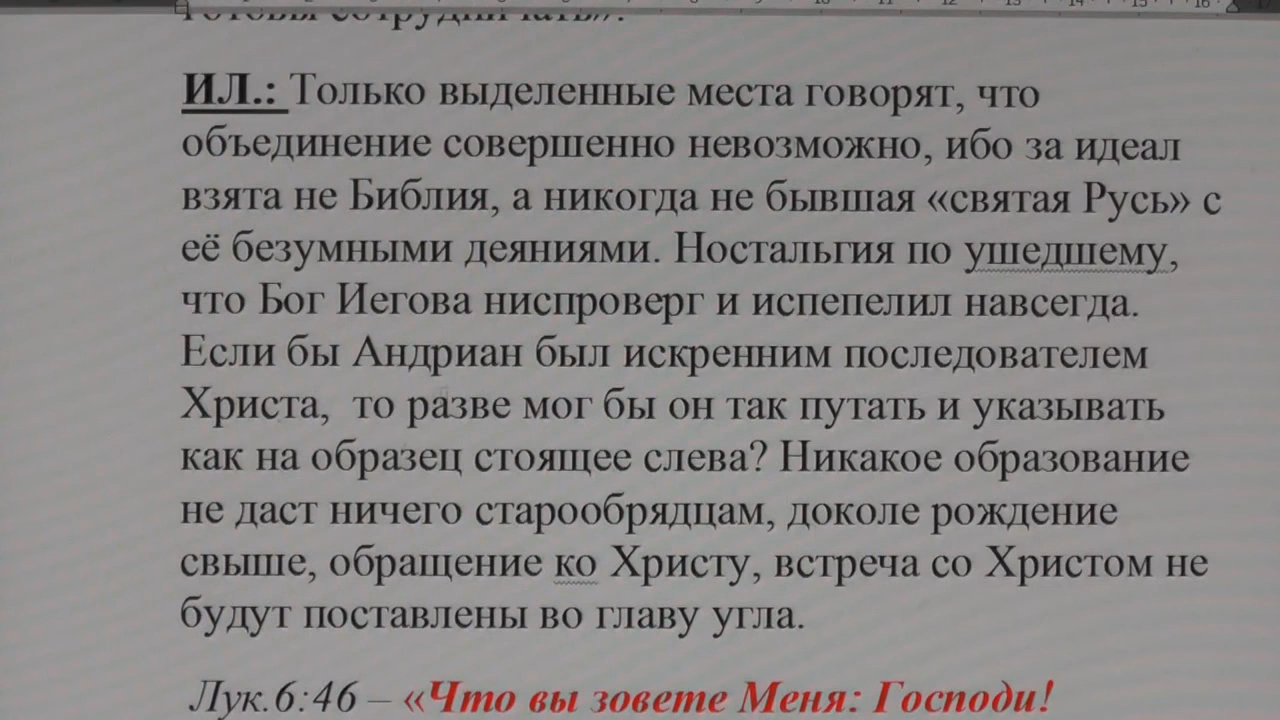 готовы сотрудничать».
ИЛ.: Только выделенные места говорят, что
объединение совершенно невозможно, ибо за идеал
взята не Библия, а никогда не бывшая «святая Русь» с
её безумными деяниями. Ностальгия по ушедшему,
что Бог Иегова ниспроверг и испепелил навсегда.
Если бы Андриан был искренним последователем
Христа,  то разве мог бы он так путать и указывать
как на образец стоящее слева? Никакое образование
не даст ничего старообрядцам, доколе рождение
свыше, обращение ко Христу, встреча со Христом не
будут поставлены во главу угла.
Лук.6:46 – «Что вы зовете Меня: Господи!